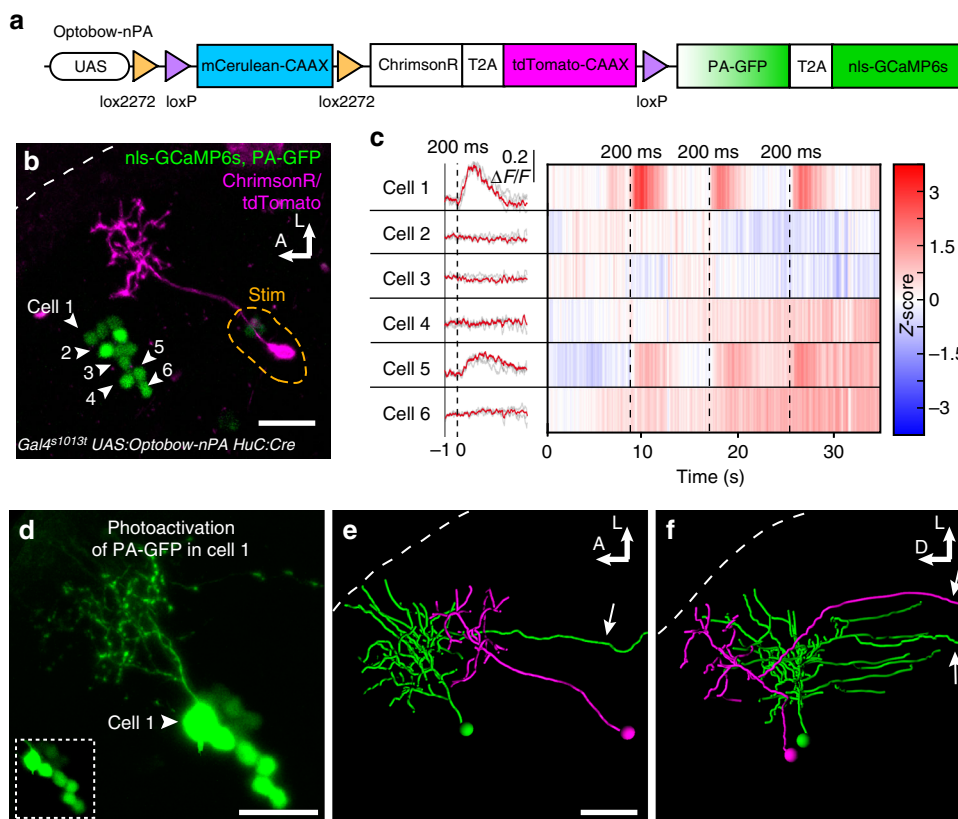 a
Optobow-nPA
UAS
mCerulean-CAAX
ChrimsonR
T2A
tdTomato-CAAX
PA-GFP
T2A
nls-GCaMP6s
lox2272
loxP
lox2272
loxP
b
nls-GCaMP6s, PA-GFP
ChrimsonR/
tdTomato
L
A
Stim
Cell 1
2
3
4
5
6
Gal4s1013t UAS:Optobow-nPA HuC:Cre
c
200 ms
0.2
ΔF/F
200 ms
200 ms
200 ms
Cell 1
Cell 2
Cell 3
Cell 4
Cell 5
Cell 6
−1 0
0
10
20
30
Time (s)
3
1.5
0
−1.5
−3
Z-score
d
Photoactivation
of PA-GFP in cell 1
Cell 1
e
L
A
f
L
D